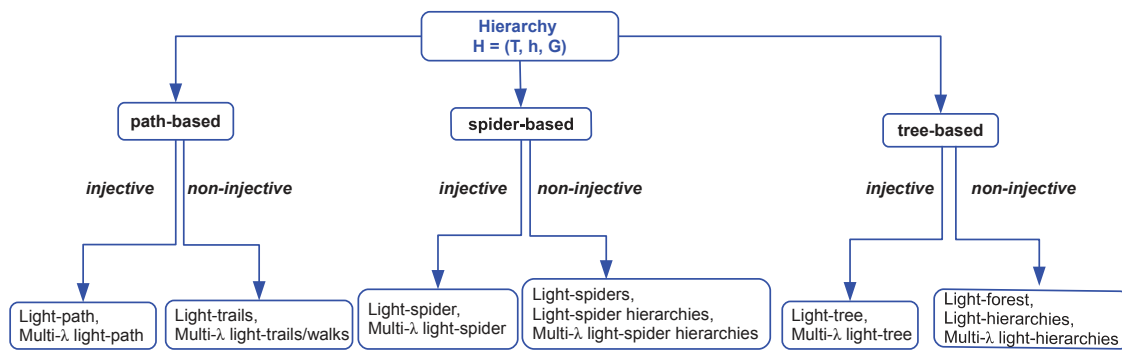 Hierarchy
H = (T, h, G)
path-based
spider-based
tree-based
injective
non-injective
injective
non-injective
injective
non-injective
Light-path,
Multi-λ light-path
Light-trails,
Multi-λ light-trails/walks
Light-spider,
Multi-λ light-spider
Light-spiders,
Light-spider hierarchies,
Multi-λ light-spider hierarchies
Light-tree,
Multi-λ light-tree
Light-forest,
Light-hierarchies,
Multi-λ light-hierarchies